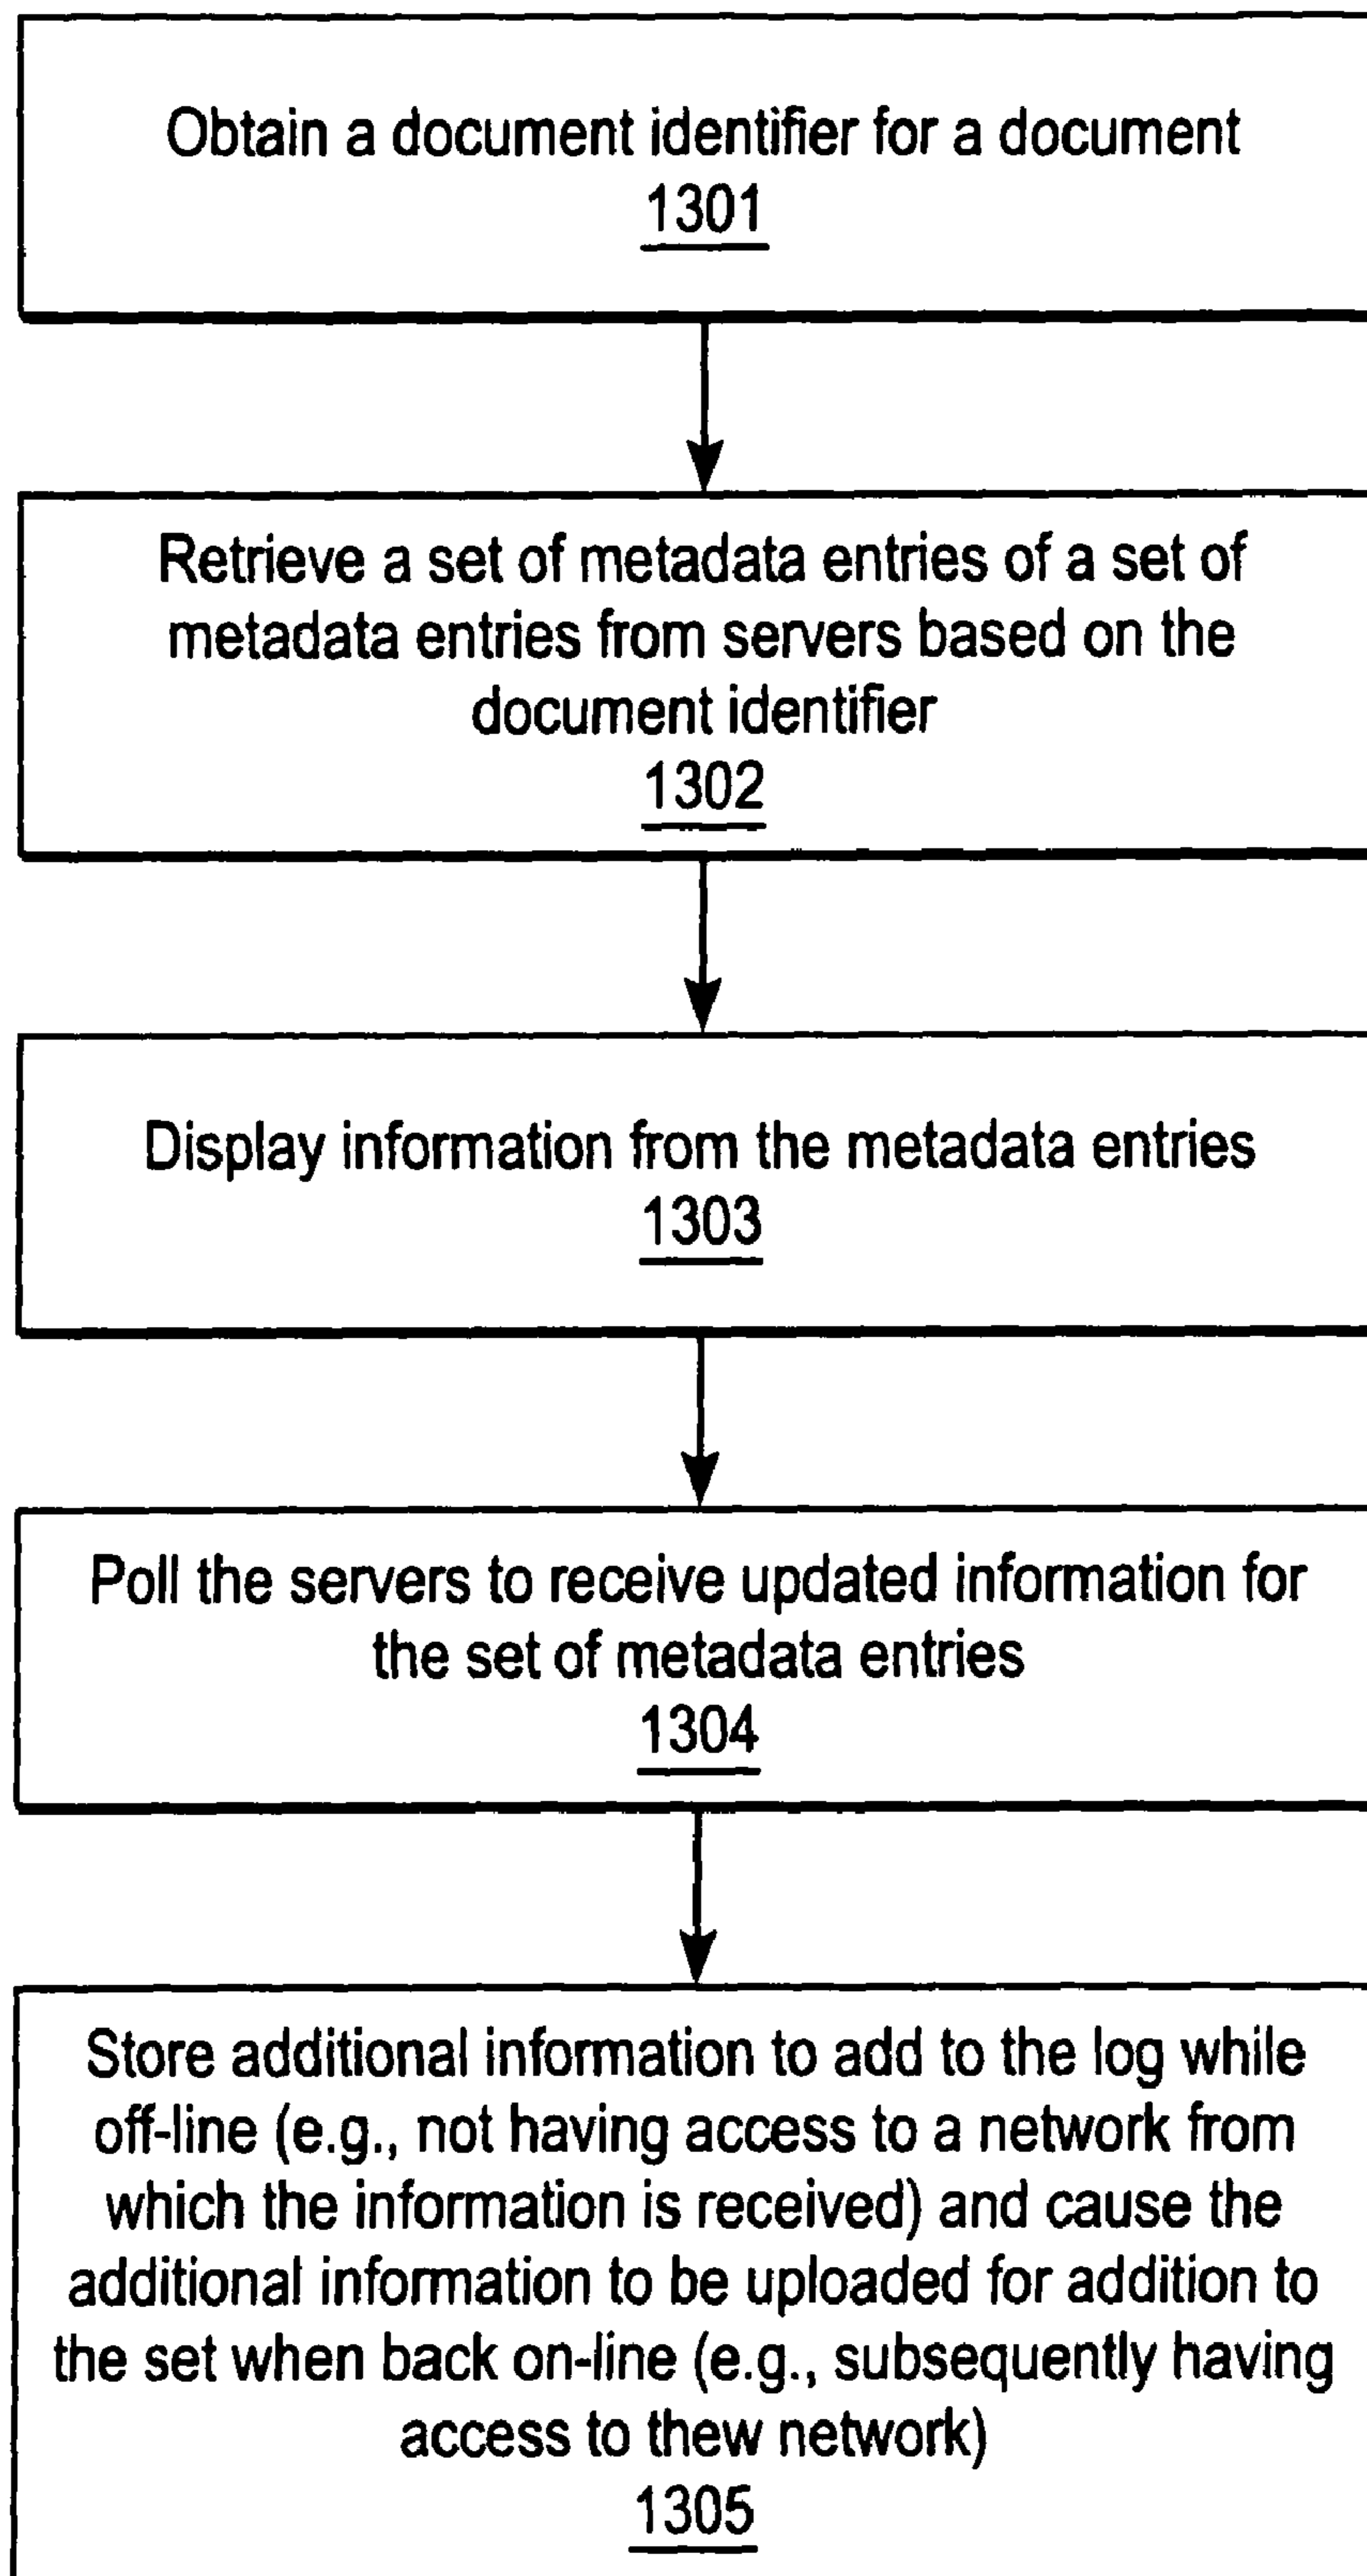 Obtain a document identifier for a document
1301
Retrieve a set of metadata entries of a set of
metadata entries from servers based on the
document identifier
1302
Display information from the metadata entries
1303
Poll the servers to receive updated information for
the set of metadata entries
1304
Store additional information to add to the log while
off-line (e.g., not having access to a network from
which the information is received) and cause the
additional information to be uploaded for addition to
the set when back on-line (e.g., subsequently having
access to thew network)
1305